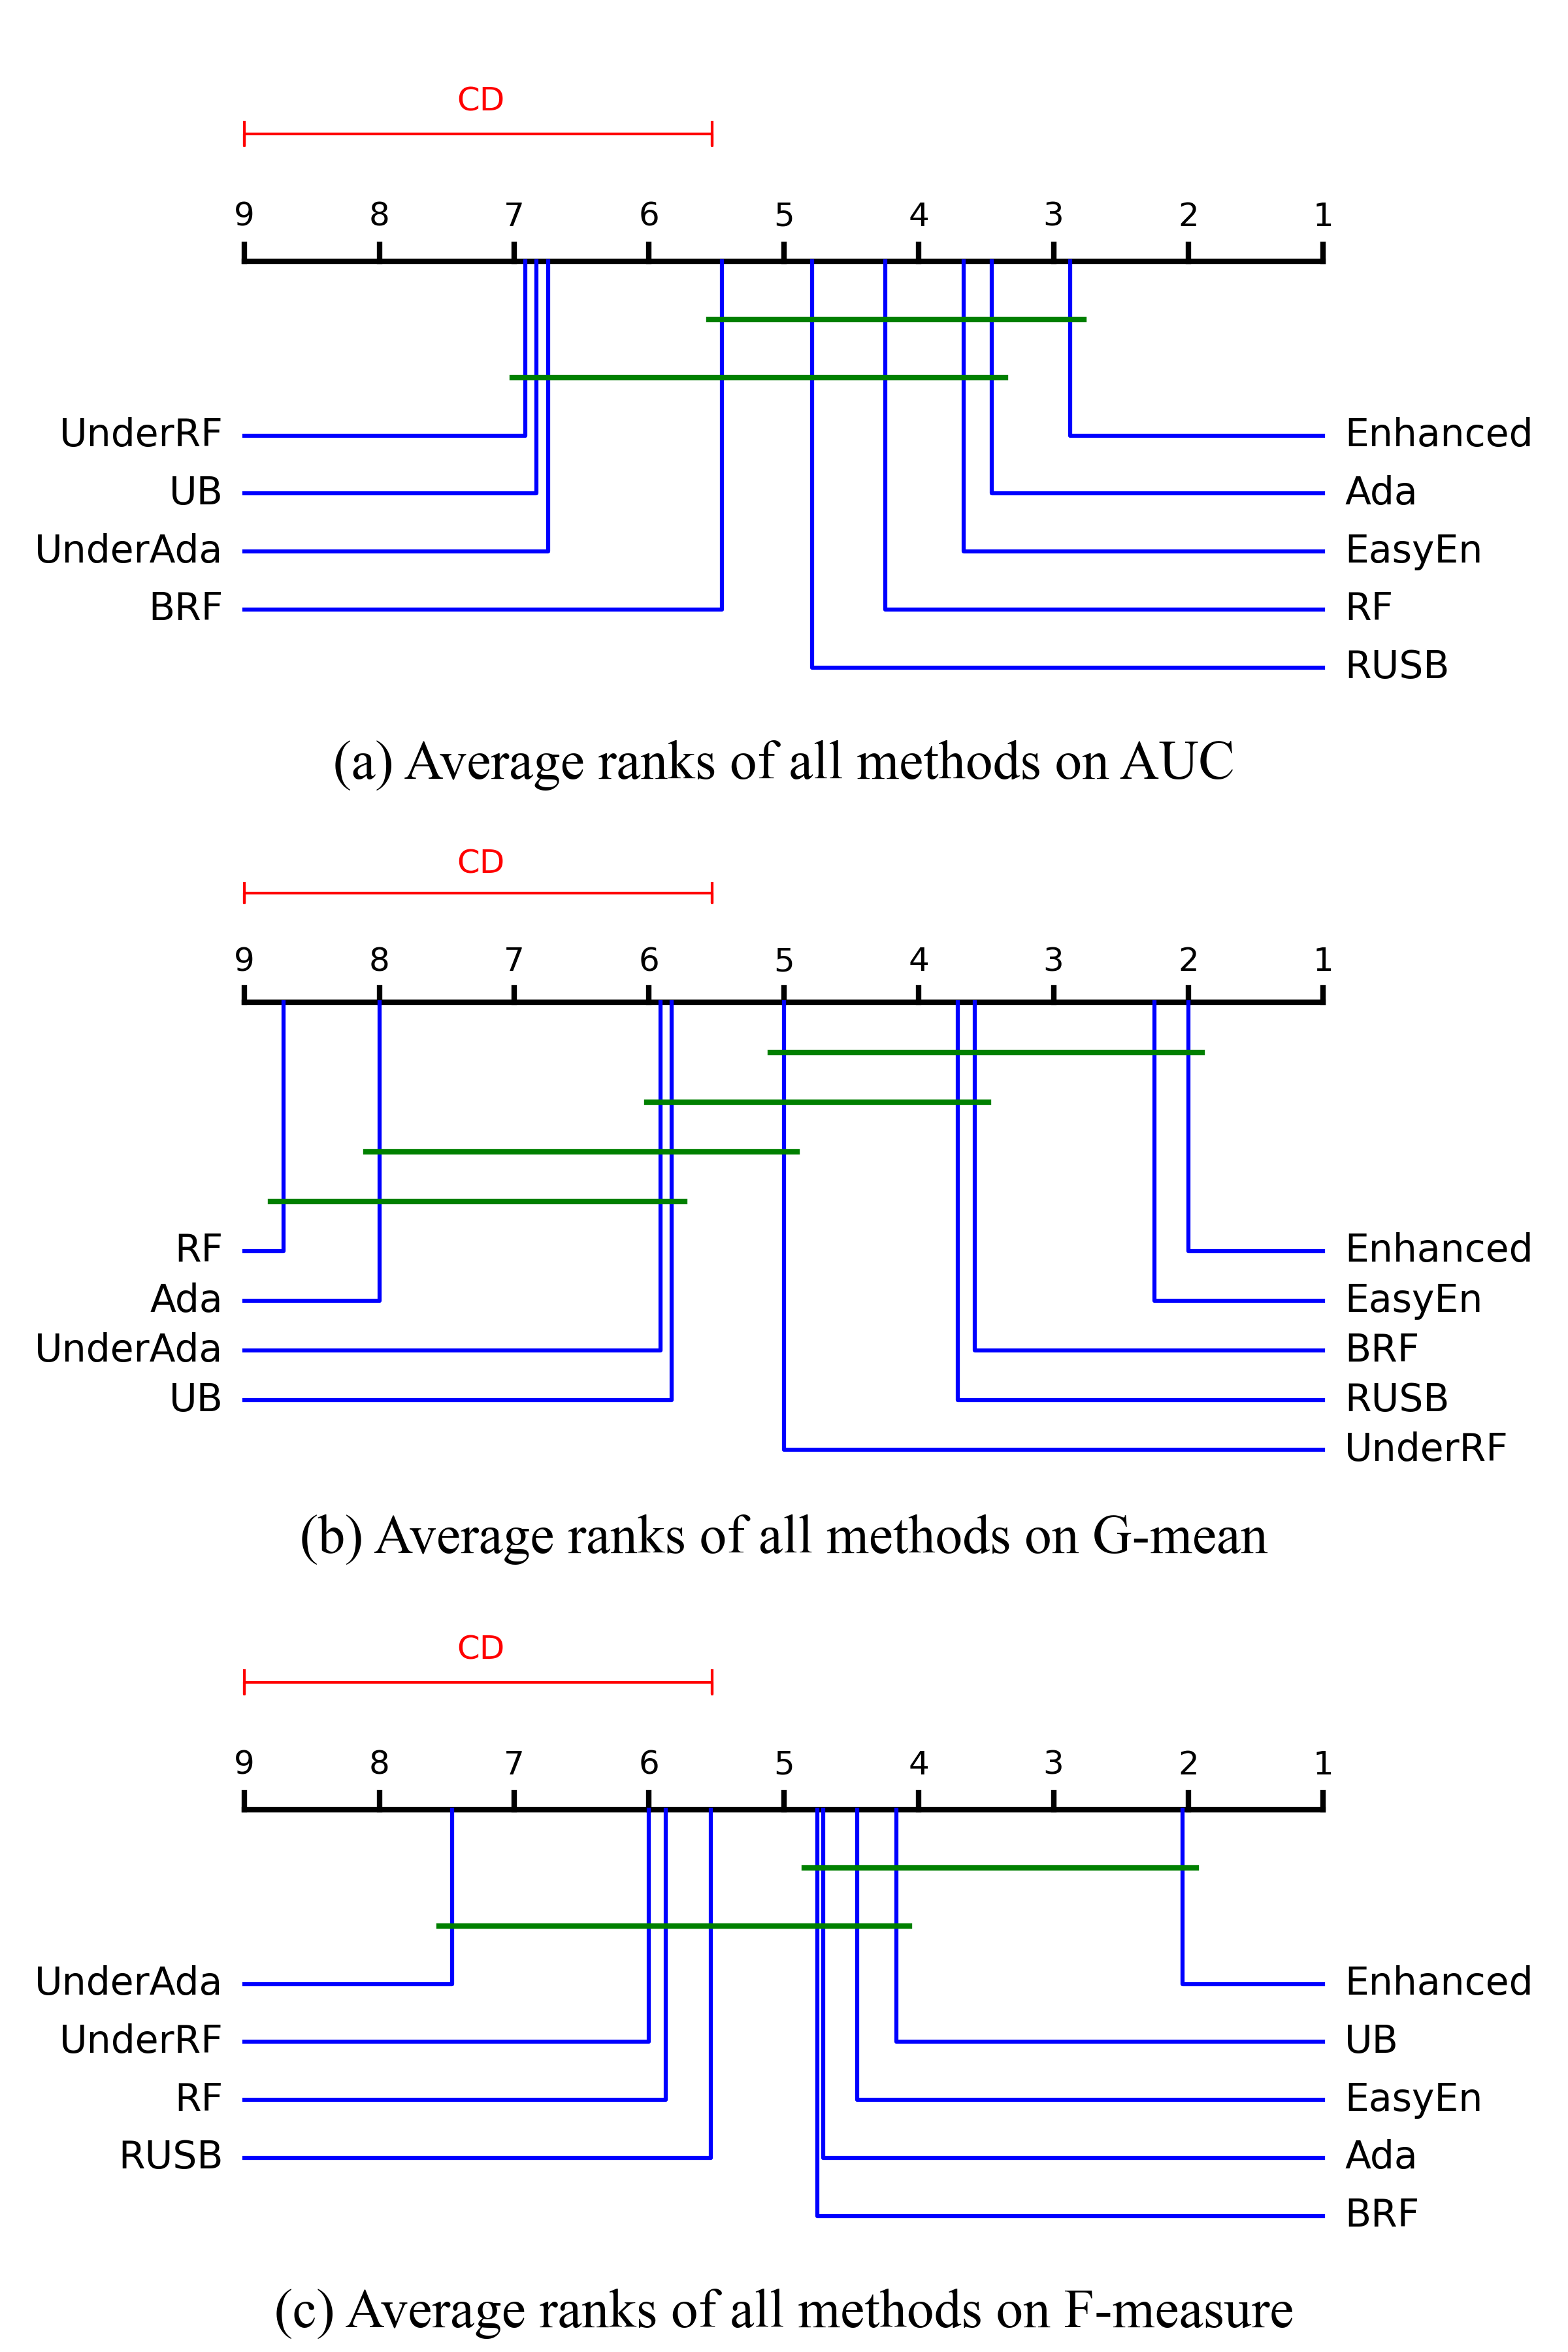 CD
9 8 7 6 5 4 3 2 1
UnderRF Enhanced
UB Ada
UnderAda EasyEn
BRF RF
RUSB
(a) Average ranks of all methods on AUC
CD
9 8 7 6 5 4 3 2 1
RF Enhanced
Ada EasyEn
UnderAda BRF
UB RUSB
UnderRF
(b) Average ranks of all methods on G-mean
CD
9 8 7 6 5 4 3 2 1
UnderAda Enhanced
UnderRF UB
RF EasyEn
RUSB Ada
BRF
(c) Average ranks of all methods on F-measure